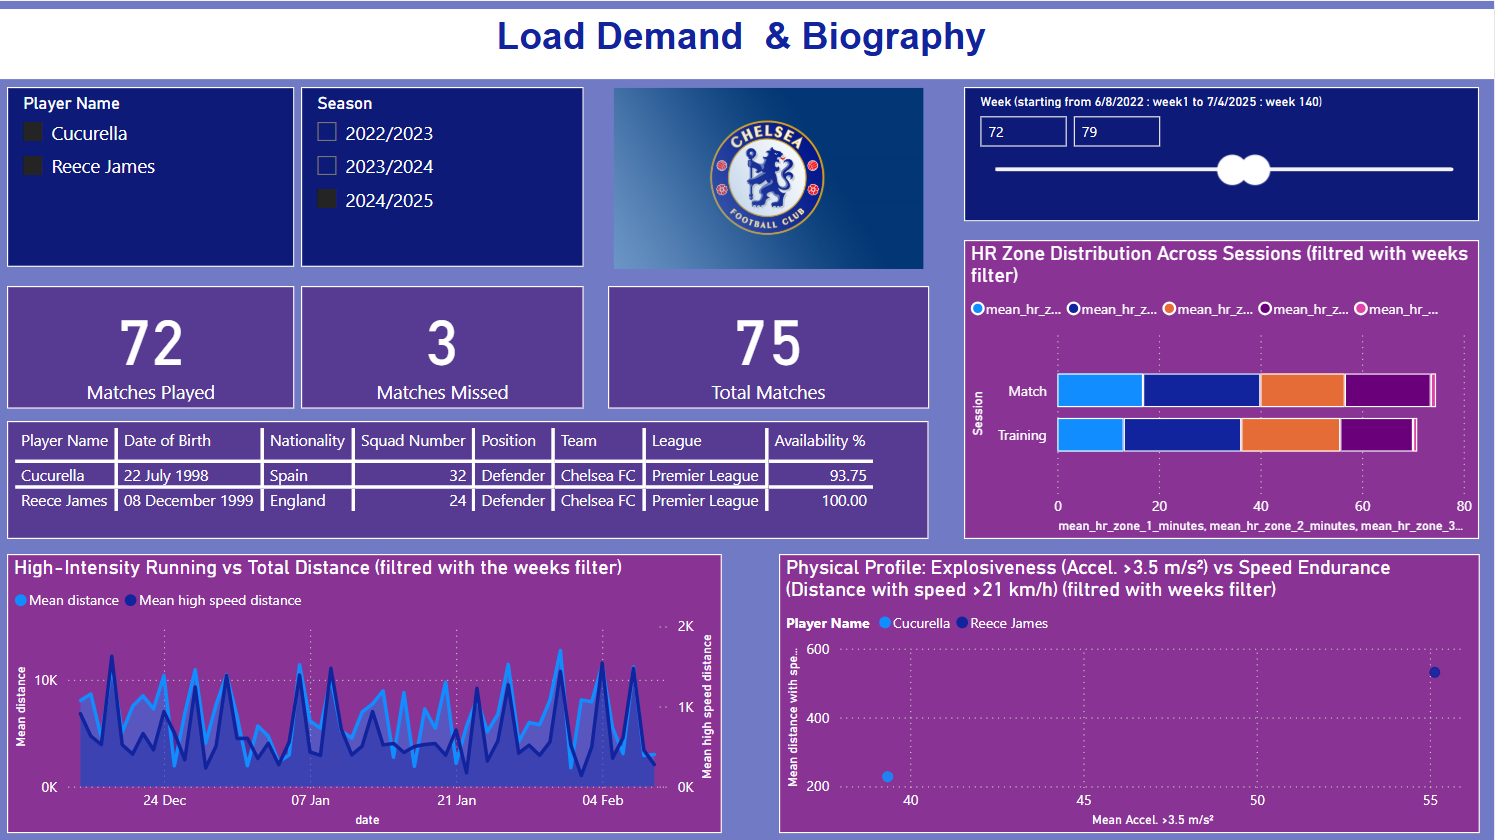 Load Demand & Biography
Player Name
Cucurella
Reece James
Season
2022/2023
2023/2024
2024/2025
CHELSEA
FOOTBALL CLUB
Week (starting from 6/8/2022 : week1 to 7/4/2025 : week 140)
72 79
72
Matches Played
3
Matches Missed
75
Total Matches
Player Name Date of Birth Nationality Squad Number Position Team League Availability %
Cucurella 22 July 1998 Spain 32 Defender Chelsea FC Premier League 93.75
Reece James 08 December 1999 England 24 Defender Chelsea FC Premier League 100.00
HR Zone Distribution Across Sessions (filtred with weeks
filter)
mean_hr_z... mean_hr_z... mean_hr_z... mean_hr_z... mean_hr_...
Session
Match
Training
0 20 40 60 80
mean_hr_zone_1_minutes, mean_hr_zone_2_minutes, mean_hr_zone_3...
High-Intensity Running vs Total Distance (filtred with the weeks filter)
Mean distance Mean high speed distance
Mean distance
10K
0K
2K
1K
0K
Mean high speed distance
24 Dec 07 Jan 21 Jan 04 Feb
date
Physical Profile: Explosiveness (Accel. >3.5 m/s²) vs Speed Endurance
(Distance with speed >21 km/h) (filtred with weeks filter)
Player Name Cucurella Reece James
Mean distance with spe...
600
400
200
40 45 50 55
Mean Accel. >3.5 m/s²